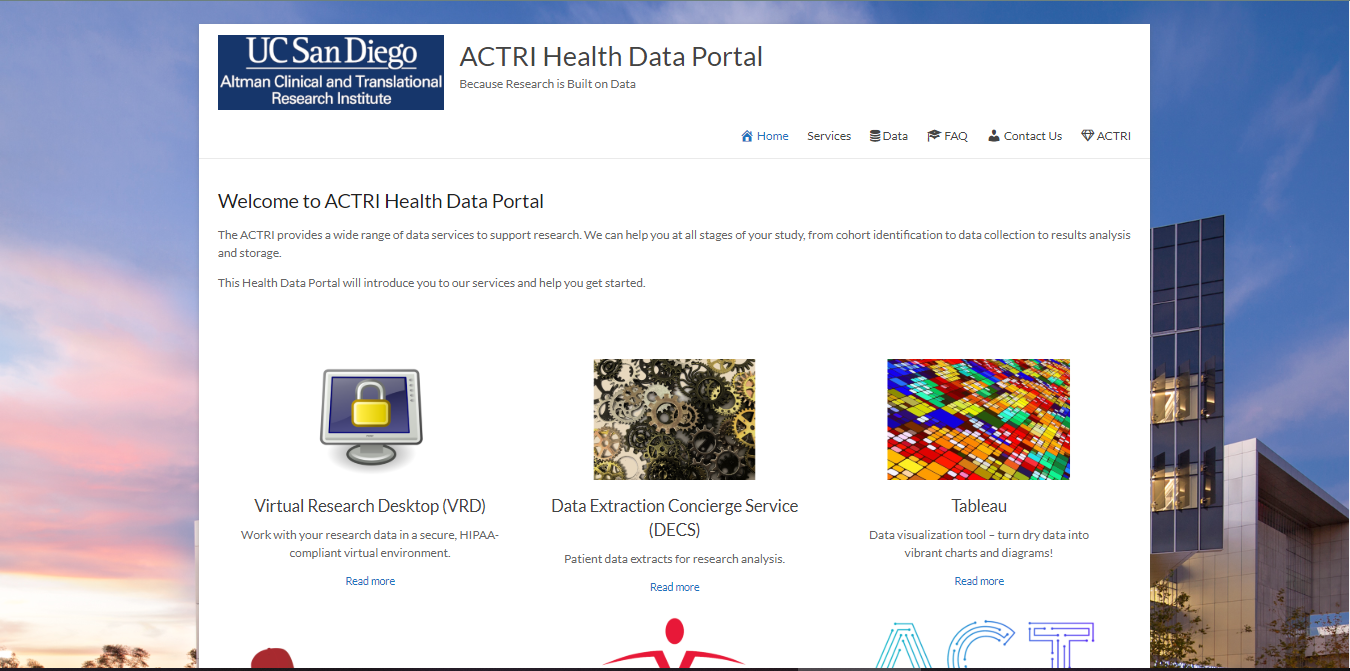 UC San Diego
Altman Clinical and Translational
Research Institute
ACTRI Health Data Portal
Because Research is Built on Data
Home Services Data FAQ Contact Us ACTRI
Welcome to ACTRI Health Data Portal
The ACTRI provides a wide range of data services to support research. We can help you at all stages of your study, from cohort identification to data collection to results analysis
and storage.
This Health Data Portal will introduce you to our services and help you get started.
Virtual Research Desktop (VRD)
Work with your research data in a secure, HIPAA-
compliant virtual environment.
Read more
Data Extraction Concierge Service
(DECS)
Patient data extracts for research analysis.
Read more
Tableau
Data visualization tool – turn dry data into
vibrant charts and diagrams!
Read more
ACT